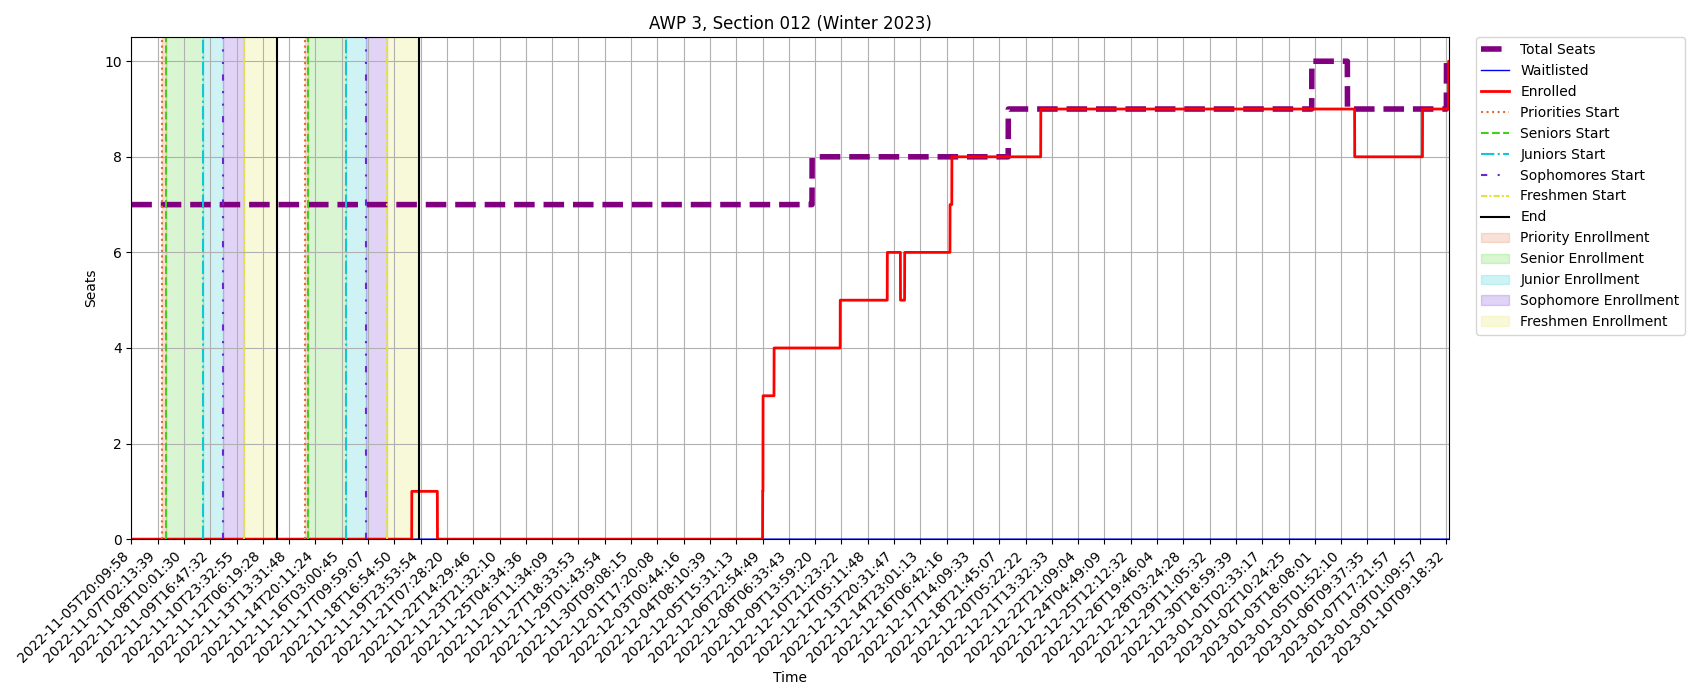 AWP 3, Section 012 (Winter 2023)
Seats
10
8
6
4
2
0
2022-11-05T20:09:58
2022-11-07T02:13:39
2022-11-08T10:01:30
2022-11-09T16:47:32
2022-11-10T23:32:55
2022-11-12T06:19:28
2022-11-13T13:31:48
2022-11-14T20:11:24
2022-11-16T03:00:45
2022-11-17T09:59:07
2022-11-18T16:54:50
2022-11-19T23:53:54
2022-11-21T07:28:20
2022-11-22T14:29:46
2022-11-23T21:32:10
2022-11-25T04:34:36
2022-11-26T11:34:09
2022-11-27T18:33:53
2022-11-29T01:43:54
2022-11-30T09:08:15
2022-12-01T17:20:08
2022-12-03T00:44:16
2022-12-04T08:10:39
2022-12-05T15:31:13
2022-12-06T22:54:49
2022-12-08T06:33:43
2022-12-09T13:59:20
2022-12-10T21:23:22
2022-12-12T05:11:48
2022-12-13T20:31:47
2022-12-14T23:01:13
2022-12-16T06:42:16
2022-12-17T14:09:33
2022-12-18T21:45:07
2022-12-20T05:22:22
2022-12-21T13:32:33
2022-12-22T21:09:04
2022-12-24T04:49:09
2022-12-25T12:12:32
2022-12-26T19:46:04
2022-12-28T03:24:28
2022-12-29T11:05:32
2022-12-30T18:59:39
2023-01-01T02:33:17
2023-01-02T10:24:25
2023-01-03T18:08:01
2023-01-05T01:52:10
2023-01-06T09:37:35
2023-01-07T17:21:57
2023-01-09T01:09:57
2023-01-10T09:18:32
Time
Total Seats
Waitlisted
Enrolled
Priorities Start
Seniors Start
Juniors Start
Sophomores Start
Freshmen Start
End
Priority Enrollment
Senior Enrollment
Junior Enrollment
Sophomore Enrollment
Freshmen Enrollment